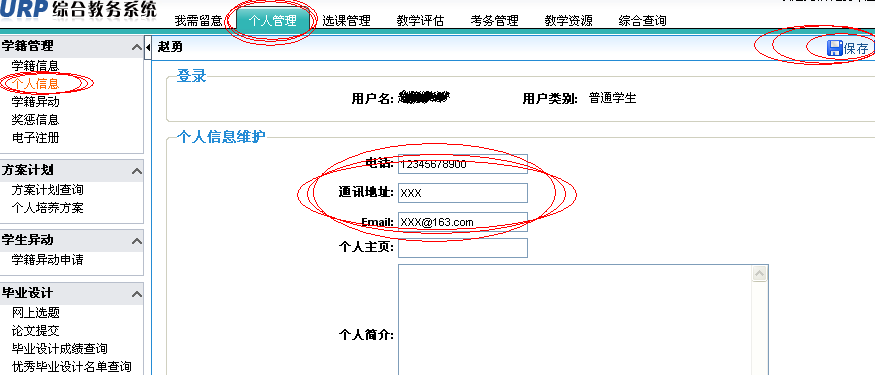 URP 综合教务系统
我需留意 个人管理 选课管理 教学评估 考务管理 教学资源 综合查询
学籍管理
学籍信息
个人信息
学籍异动
奖惩信息
电子注册
方案计划
方案计划查询
个人培养方案
学生异动
学籍异动申请
毕业设计
网上选题
论文提交
毕业设计成绩查询
优秀毕业设计名单查询
赵勇 保存
登录
用户名: 用户类别: 普通学生
个人信息维护
电话: 12345678900
通讯地址: XXX
Email: XXX@163.com
个人主页:
个人简介: